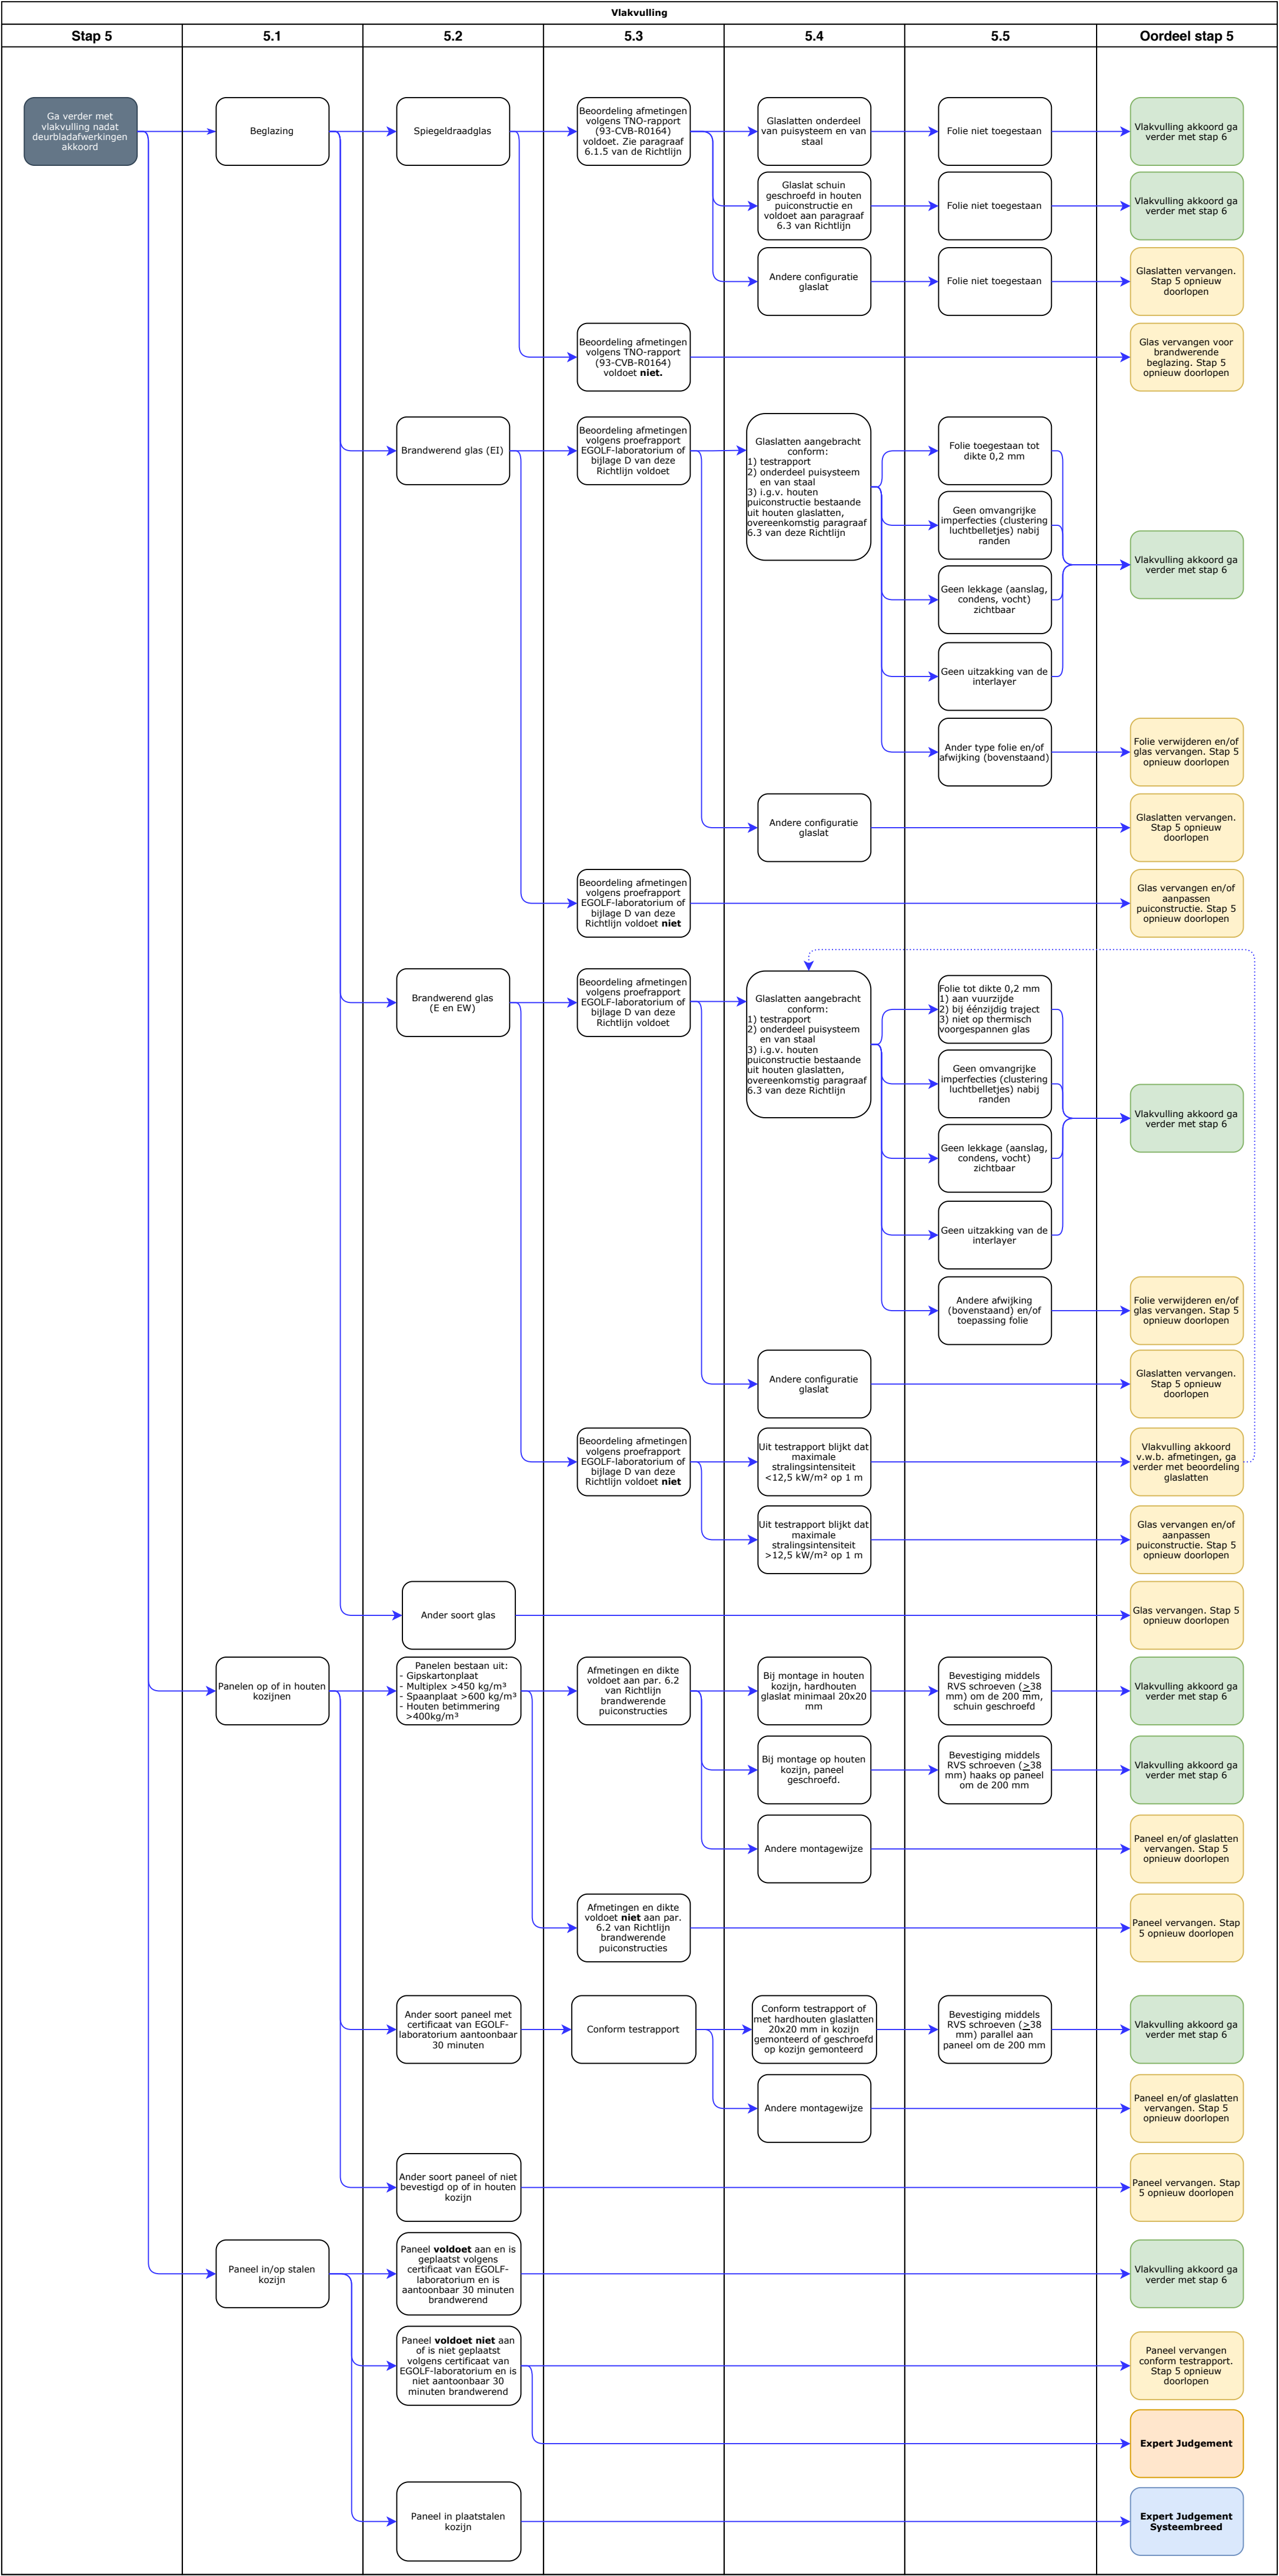 Vlakvulling
Stap 5
5.1
5.2
5.3
5.4
5.5
Oordeel stap 5
Ga verder met
vlakvulling nadat
deurbladafwerkingen
akkoord
Beglazing
Spiegeldraadglas
Beoordeling afmetingen
volgens TNO-rapport
(93-CVB-R0164)
voldoet. Zie paragraaf
6.1.5 van de Richtlijn
Glaslatten onderdeel
van puisysteem en van
staal
Folie niet toegestaan
Vlakvulling akkoord ga
verder met stap 6
Glaslat schuin
geschroefd in houten
puiconstructie en
voldoet aan paragraaf
6.3 van Richtlijn
Folie niet toegestaan
Vlakvulling akkoord ga
verder met stap 6
Andere configuratie
glaslat
Folie niet toegestaan
Glaslatten vervangen.
Stap 5 opnieuw
doorlopen
Beoordeling afmetingen
volgens TNO-rapport
(93-CVB-R0164)
voldoet niet.
Glas vervangen voor
brandwerende
beglazing. Stap 5
opnieuw doorlopen
Brandwerend glas (EI)
Beoordeling afmetingen
volgens proefrapport
EGOLF-laboratorium of
bijlage D van deze
Richtlijn voldoet
Glaslatten aangebracht
conform:
1) testrapport
2) onderdeel puisysteem
en van staal
3) i.g.v. houten
puiconstructie bestaande
uit houten glaslatten,
overeenkomstig paragraaf
6.3 van deze Richtlijn
Folie toegestaan tot
dikte 0,2 mm
Geen omvangrijke
imperfecties (clustering
luchtbelletjes) nabij
randen
Geen lekkage (aanslag,
condens, vocht)
zichtbaar
Geen uitzakking van de
interlayer
Vlakvulling akkoord ga
verder met stap 6
Ander type folie en/of
afwijking (bovenstaand)
Folie verwijderen en/of
glas vervangen. Stap 5
opnieuw doorlopen
Andere configuratie
glaslat
Glaslatten vervangen.
Stap 5 opnieuw
doorlopen
Beoordeling afmetingen
volgens proefrapport
EGOLF-laboratorium of
bijlage D van deze
Richtlijn voldoet niet
Glas vervangen en/of
aanpassen
puiconstructie. Stap 5
opnieuw doorlopen
Brandwerend glas
(E en EW)
Beoordeling afmetingen
volgens proefrapport
EGOLF-laboratorium of
bijlage D van deze
Richtlijn voldoet
Glaslatten aangebracht
conform:
1) testrapport
2) onderdeel puisysteem
en van staal
3) i.g.v. houten
puiconstructie bestaande
uit houten glaslatten,
overeenkomstig paragraaf
6.3 van deze Richtlijn
Folie tot dikte 0,2 mm
1) aan vuurzijde
2) bij éénzijdig traject
3) niet op thermisch
voorgespannen glas
Geen omvangrijke
imperfecties (clustering
luchtbelletjes) nabij
randen
Geen lekkage (aanslag,
condens, vocht)
zichtbaar
Geen uitzakking van de
interlayer
Vlakvulling akkoord ga
verder met stap 6
Andere afwijking
(bovenstaand) en/of
toepassing folie
Folie verwijderen en/of
glas vervangen. Stap 5
opnieuw doorlopen
Andere configuratie
glaslat
Glaslatten vervangen.
Stap 5 opnieuw
doorlopen
Beoordeling afmetingen
volgens proefrapport
EGOLF-laboratorium of
bijlage D van deze
Richtlijn voldoet niet
Uit testrapport blijkt dat
maximale
stralingsintensiteit
<12,5 kW/m² op 1 m
Vlakvulling akkoord
v.w.b. afmetingen, ga
verder met beoordeling
glaslatten
Uit testrapport blijkt dat
maximale
stralingsintensiteit
>12,5 kW/m² op 1 m
Glas vervangen en/of
aanpassen
puiconstructie. Stap 5
opnieuw doorlopen
Ander soort glas
Glas vervangen. Stap 5
opnieuw doorlopen
Panelen op of in houten
kozijnen
Panelen bestaan uit:
- Gipskartonplaat
- Multiplex >450 kg/m³
- Spaanplaat >600 kg/m³
- Houten betimmering
>400kg/m³
Afmetingen en dikte
voldoet aan par. 6.2
van Richtlijn
brandwerende
puiconstructies
Bij montage in houten
kozijn, hardhouten
glaslat minimaal 20x20
mm
Bevestiging middels
RVS schroeven (>38
mm) om de 200 mm,
schuin geschroefd
Vlakvulling akkoord ga
verder met stap 6
Bij montage op houten
kozijn, paneel
geschroefd.
Bevestiging middels
RVS schroeven (>38
mm) haaks op paneel
om de 200 mm
Vlakvulling akkoord ga
verder met stap 6
Andere montagewijze
Paneel en/of glaslatten
vervangen. Stap 5
opnieuw doorlopen
Afmetingen en dikte
voldoet niet aan par.
6.2 van Richtlijn
brandwerende
puiconstructies
Paneel vervangen. Stap
5 opnieuw doorlopen
Ander soort paneel met
certificaat van EGOLF-
laboratorium aantoonbaar
30 minuten
Conform testrapport
Conform testrapport of
met hardhouten glaslatten
20x20 mm in kozijn
gemonteerd of geschroefd
op kozijn gemonteerd
Bevestiging middels
RVS schroeven (>38
mm) parallel aan
paneel om de 200 mm
Vlakvulling akkoord ga
verder met stap 6
Andere montagewijze
Paneel en/of glaslatten
vervangen. Stap 5
opnieuw doorlopen
Ander soort paneel of niet
bevestigd op of in houten
kozijn
Paneel vervangen. Stap
5 opnieuw doorlopen
Paneel in/op stalen
kozijn
Paneel voldoet aan en is
geplaatst volgens
certificaat van EGOLF-
laboratorium en is
aantoonbaar 30 minuten
brandwerend
Vlakvulling akkoord ga
verder met stap 6
Paneel voldoet niet aan
of is niet geplaatst
volgens certificaat van
EGOLF-laboratorium en is
niet aantoonbaar 30
minuten brandwerend
Paneel vervangen
conform testrapport.
Stap 5 opnieuw
doorlopen
Expert Judgement
Paneel in plaatstalen
kozijn
Expert Judgement
Systeembreed